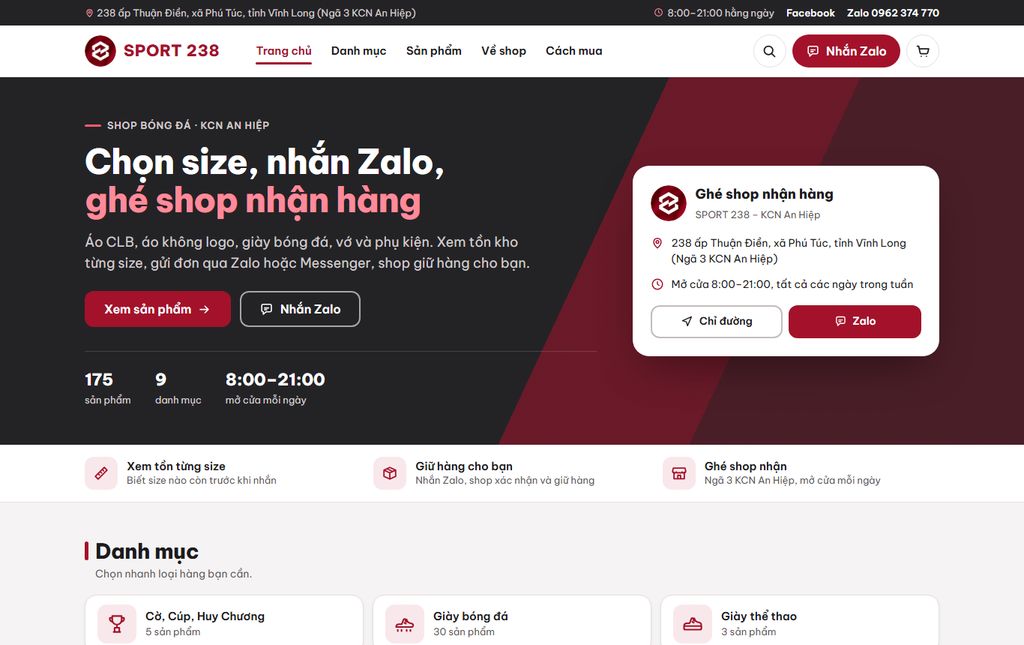 238 ấp Thuận Điền, xã Phú Túc, tỉnh Vĩnh Long (Ngã 3 KCN An Hiệp)
8:00–21:00 hằng ngày Facebook Zalo 0962 374 770
SPORT 238 Trang chủ Danh mục Sản phẩm Về shop Cách mua Nhắn Zalo
SHOP BÓNG ĐÁ · KCN AN HIỆP
Chọn size, nhắn Zalo,
ghé shop nhận hàng
Áo CLB, áo không logo, giày bóng đá, vớ và phụ kiện. Xem tồn kho
từng size, gửi đơn qua Zalo hoặc Messenger, shop giữ hàng cho bạn.
Xem sản phẩm → Nhắn Zalo
175 9 8:00–21:00
sản phẩm danh mục mở cửa mỗi ngày
Ghé shop nhận hàng
SPORT 238 – KCN An Hiệp
238 ấp Thuận Điền, xã Phú Túc, tỉnh Vĩnh Long
(Ngã 3 KCN An Hiệp)
Mở cửa 8:00–21:00, tất cả các ngày trong tuần
Chỉ đường Zalo
Xem tồn từng size
Biết size nào còn trước khi nhắn
Giữ hàng cho bạn
Nhắn Zalo, shop xác nhận và giữ hàng
Ghé shop nhận
Ngã 3 KCN An Hiệp, mở cửa mỗi ngày
Danh mục
Chọn nhanh loại hàng bạn cần.
Cờ, Cúp, Huy Chương
5 sản phẩm
Giày bóng đá
30 sản phẩm
Giày thể thao
3 sản phẩm